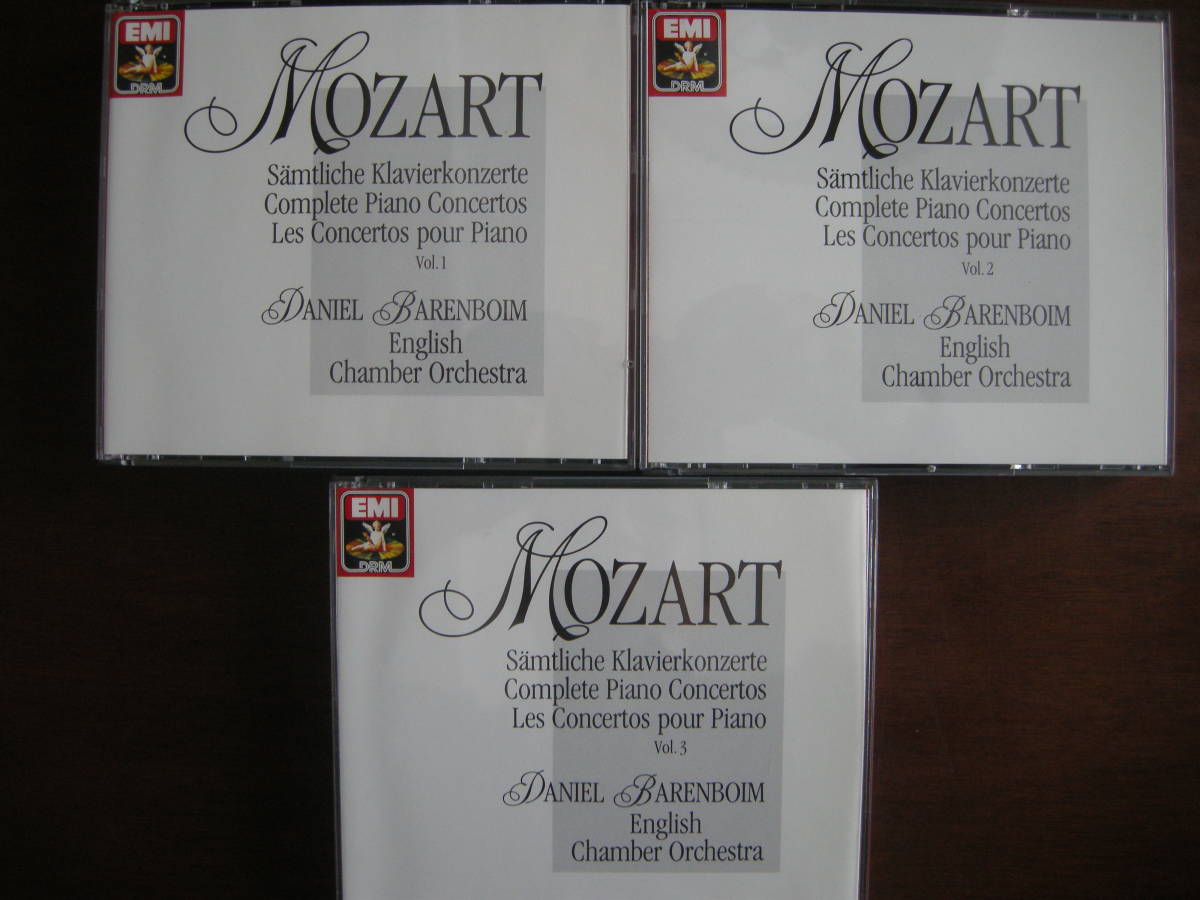 EMI
DRM
MOZART
Sämtliche Klavierkonzerte
Complete Piano Concertos
Les Concertos pour Piano
Vol. 1
DANIEL BARENBOIM
English
Chamber Orchestra
EMI
DRM
MOZART
Sämtliche Klavierkonzerte
Complete Piano Concertos
Les Concertos pour Piano
Vol. 2
DANIEL BARENBOIM
English
Chamber Orchestra
EMI
DRM
MOZART
Sämtliche Klavierkonzerte
Complete Piano Concertos
Les Concertos pour Piano
Vol. 3
DANIEL BARENBOIM
English
Chamber Orchestra